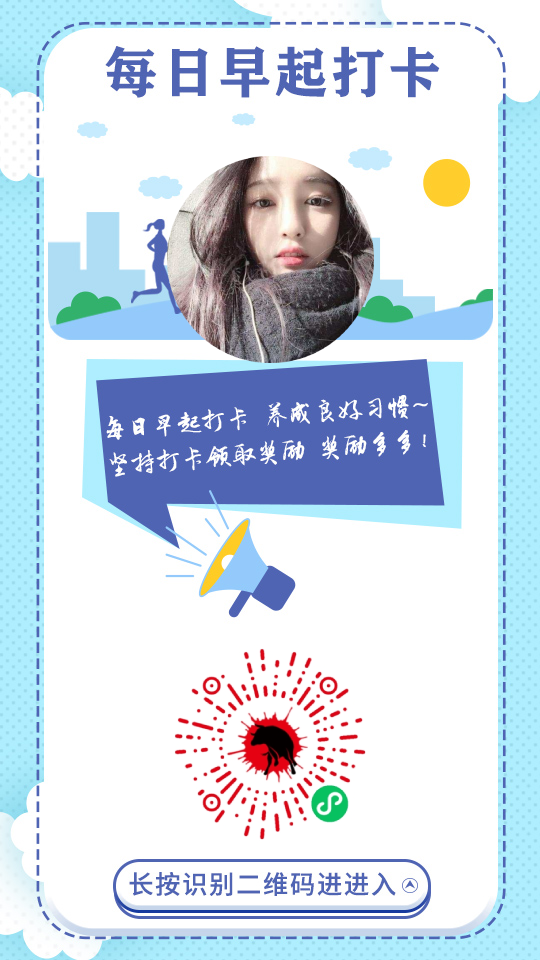 每日早起打卡
每日早起打卡 养成良好习惯~
坚持打卡领取奖励 奖励多多!
长按识别二维码进进入